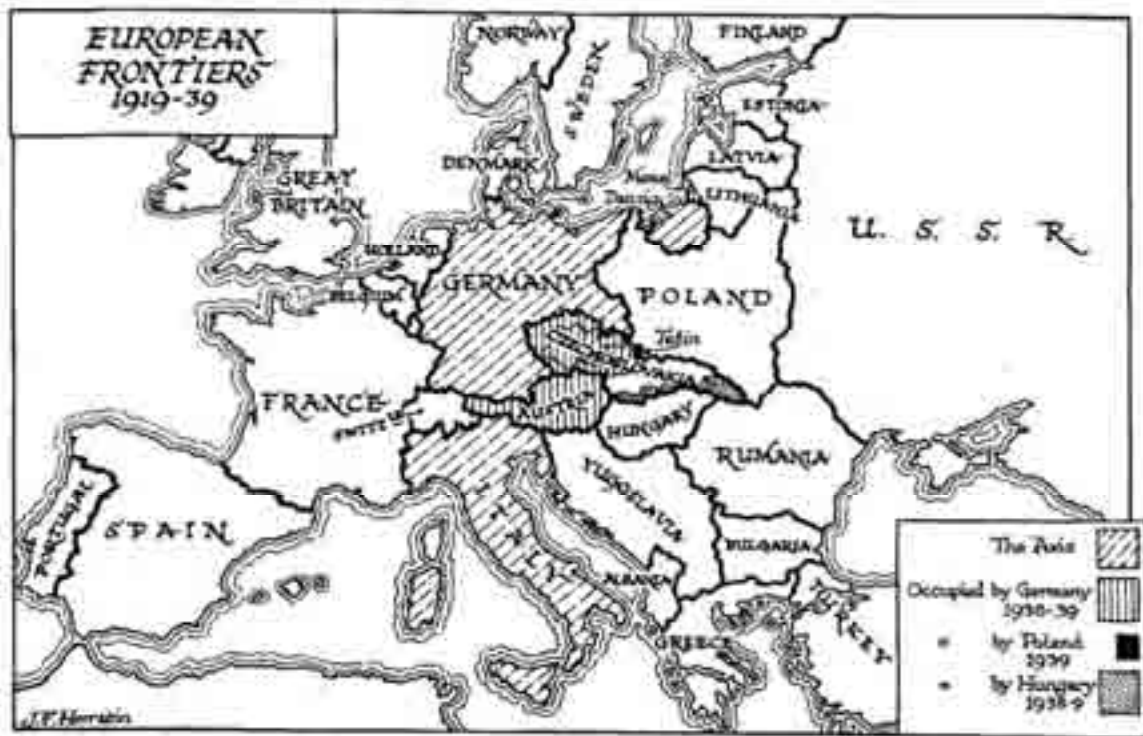 EUROPEAN
FRONTIERS
1919-39
NORWAY
SWEDEN
FINLAND
ESTONIA
LATVIA
LITHUANIA
DENMARK
Memel
Danzig
GREAT
BRITAIN
HOLLAND
BELGIUM
GERMANY
POLAND
U. S. S. R.
Tešin
FRANCE
AUSTRIA
HUNGARY
RUMANIA
YUGOSLAVIA
ITALY
PORTUGAL
SPAIN
BULGARIA
ALBANIA
GREECE
TURKEY
The Axis
Occupied by Germany
1938-39
" by Poland
1939
" by Hungary
1938-9
J.F. Horrabin